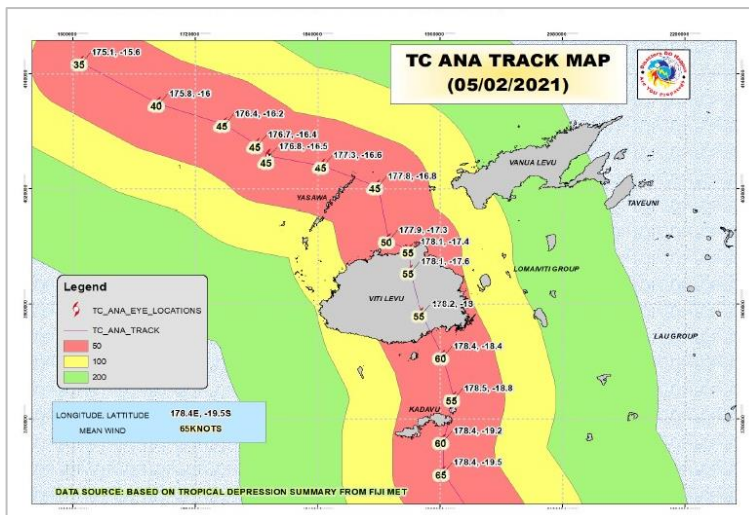 TC ANA TRACK MAP
(05/02/2021)
175.1, -15.6
35
175.8, -16
40
176.4, -16.2
45
176.7, -16.4
45
176.8, -16.5
45
177.3, -16.6
45
177.8, -16.8
45
VANUA LEVU
TAVEUNI
YASAWA
177.9, -17.3
50
178.1, -17.4
55
178.1, -17.6
55
LOMAIVITI GROUP
VITI LEVU
178.2, -18
55
LAU GROUP
178.4, -18.4
60
178.5, -18.8
55
KADAVU
178.4, -19.2
60
178.4, -19.5
65
Legend
TC_ANA_EYE_LOCATIONS
TC_ANA_TRACK
50
100
200
LONGITUDE, LATTITUDE 178.4E, -19.5S
MEAN WIND 65KNOTS
DATA SOURCE: BASED ON TROPICAL DEPRESSION SUMMARY FROM FIJI MET